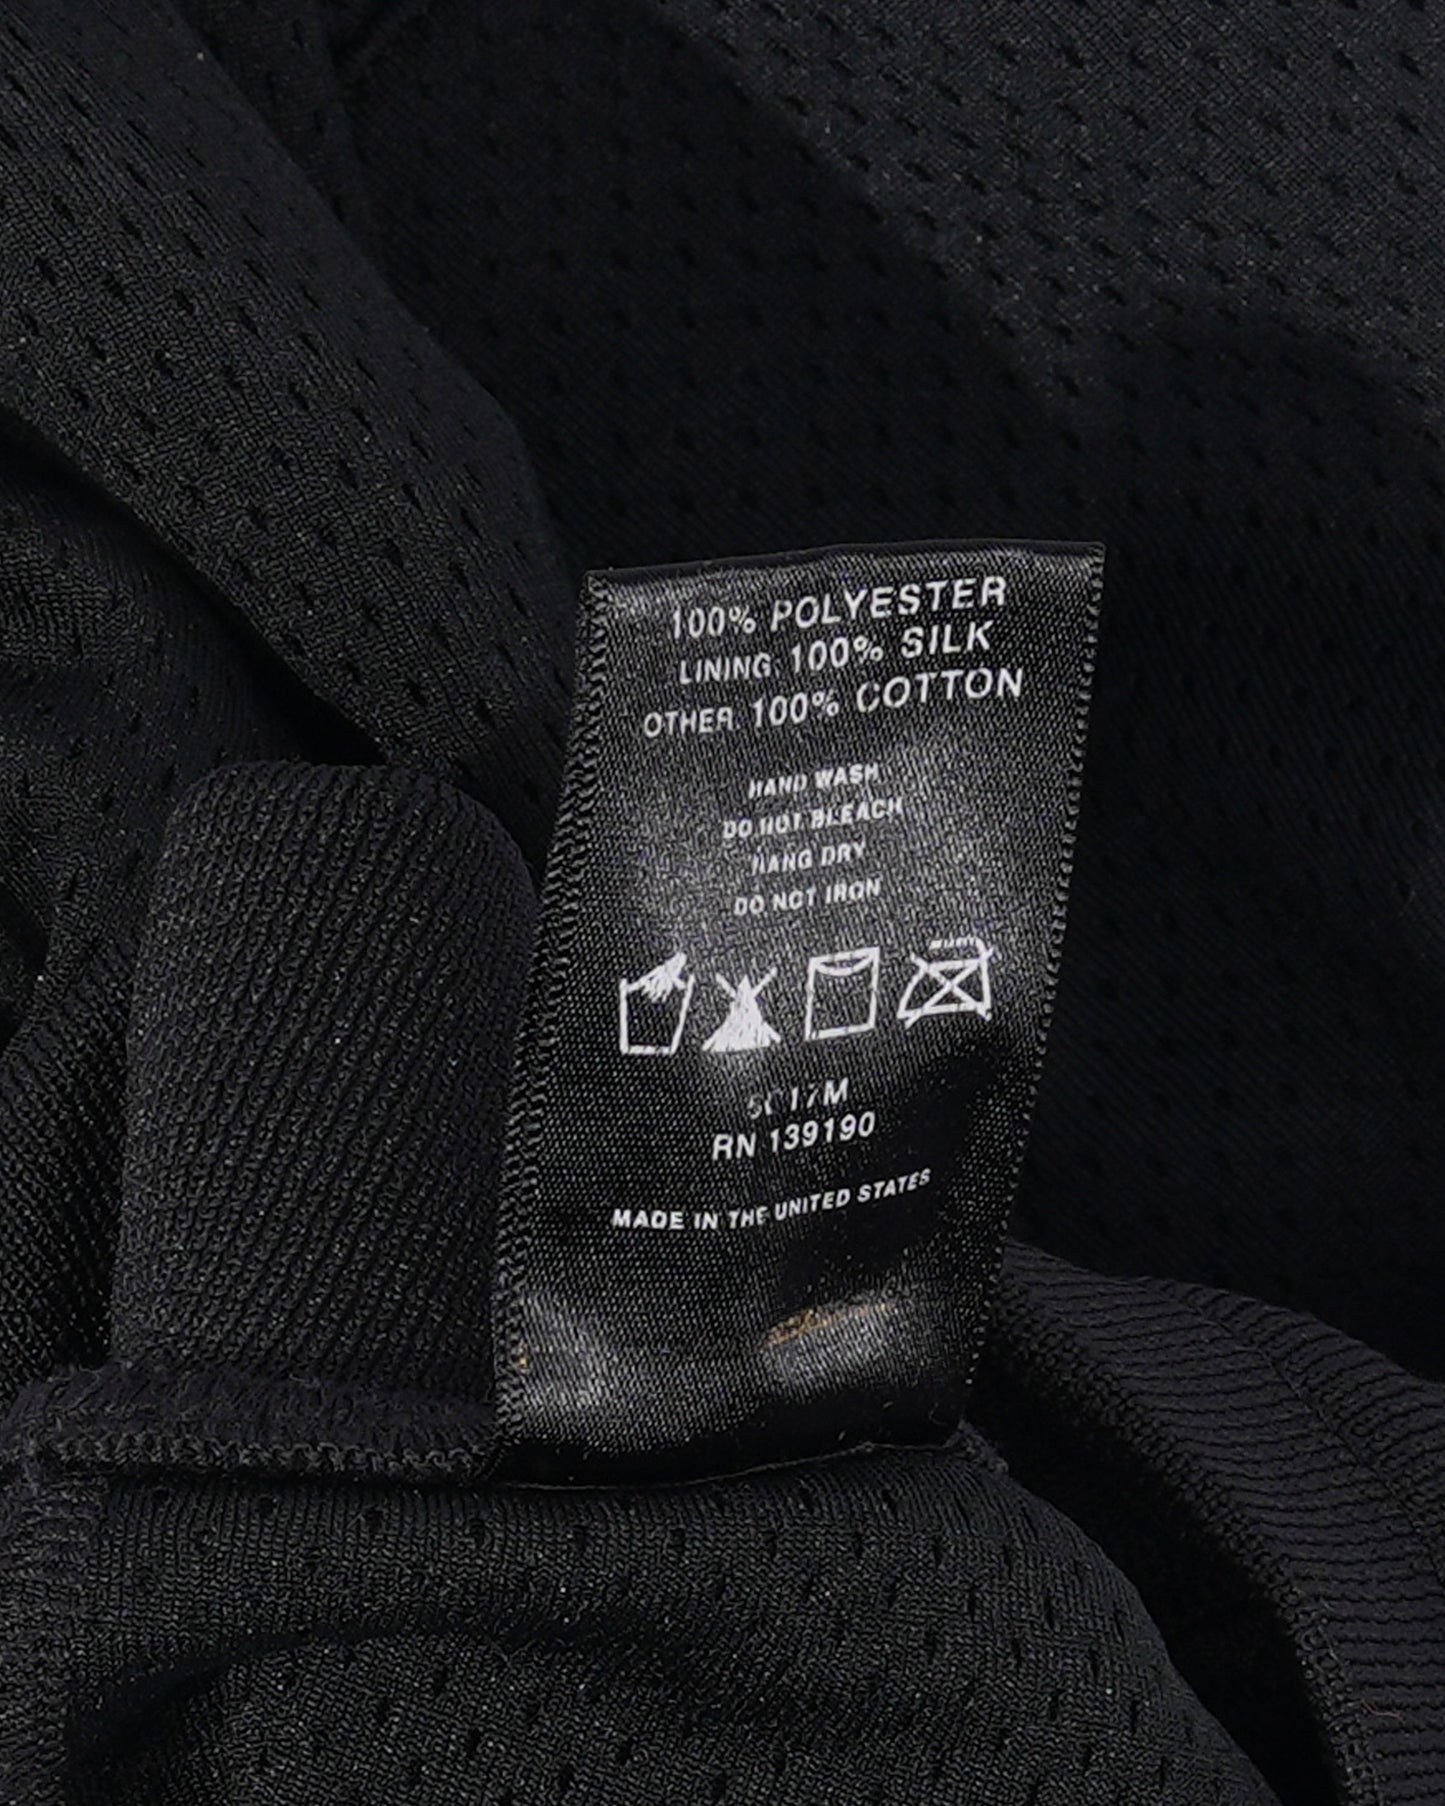 100% POLYESTER
LINING: 100% SILK
OTHER 100% COTTON
HAND WASH
DO NOT BLEACH
HANG DRY
DO NOT IRON
RN 139190
MADE IN THE UNITED STATES